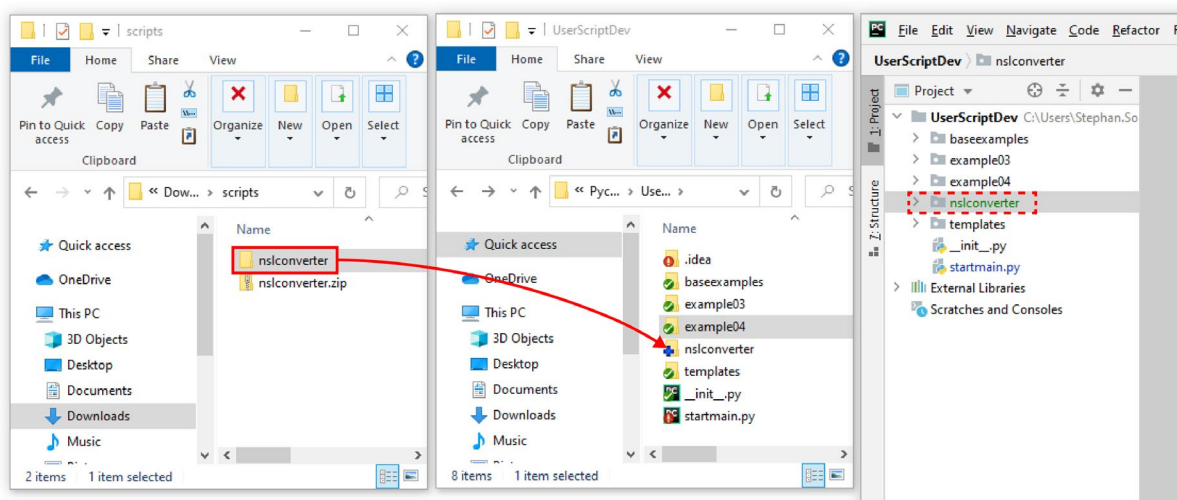 scripts
File Home Share View
Pin to Quick access Copy Paste Organize New Open Select
Clipboard
« Dow... › scripts
Name
Quick access
OneDrive
This PC
3D Objects
Desktop
Documents
Downloads
Music
nslconverter
nslconverter.zip
2 items 1 item selected
UserScriptDev
File Home Share View
Pin to Quick access Copy Paste Organize New Open Select
Clipboard
« Pyc... › Use... ›
Name
Quick access
OneDrive
This PC
3D Objects
Desktop
Documents
Downloads
Music
.idea
baseexamples
example03
example04
nslconverter
templates
__init__.py
startmain.py
8 items 1 item selected
PC File Edit View Navigate Code Refactor
UserScriptDev nslconverter
1: Project
7: Structure
Project
UserScriptDev C:\Users\Stephan.So
baseexamples
example03
example04
nslconverter
templates
__init__.py
startmain.py
External Libraries
Scratches and Consoles